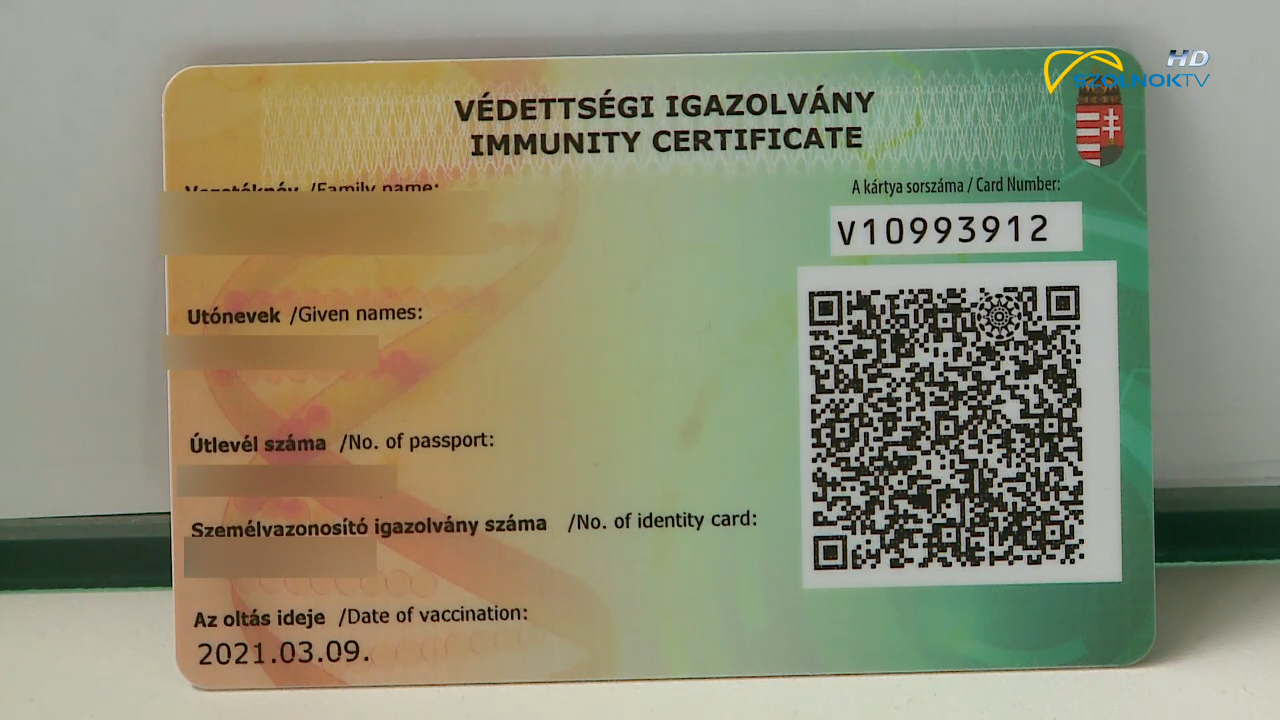 HD
SZOLNOKTV
VÉDETTSÉGI IGAZOLVÁNY
IMMUNITY CERTIFICATE
Vezetéknév /Family name:
A kártya sorszáma / Card Number:
V10993912
Utónevek /Given names:
Útlevél száma /No. of passport:
Személyazonosító igazolvány száma /No. of identity card:
Az oltás ideje /Date of vaccination:
2021.03.09.